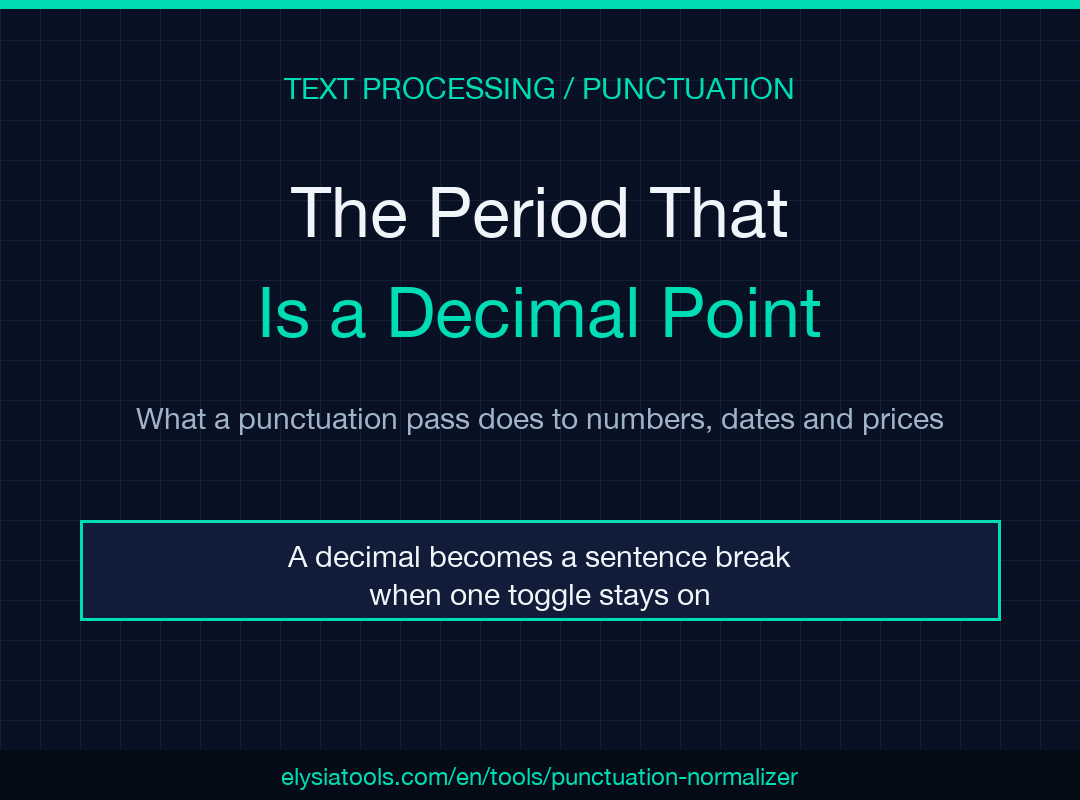 TEXT PROCESSING / PUNCTUATION
The Period That
Is a Decimal Point
What a punctuation pass does to numbers, dates and prices
A decimal becomes a sentence break
when one toggle stays on
elysiatools.com/en/tools/punctuation-normalizer